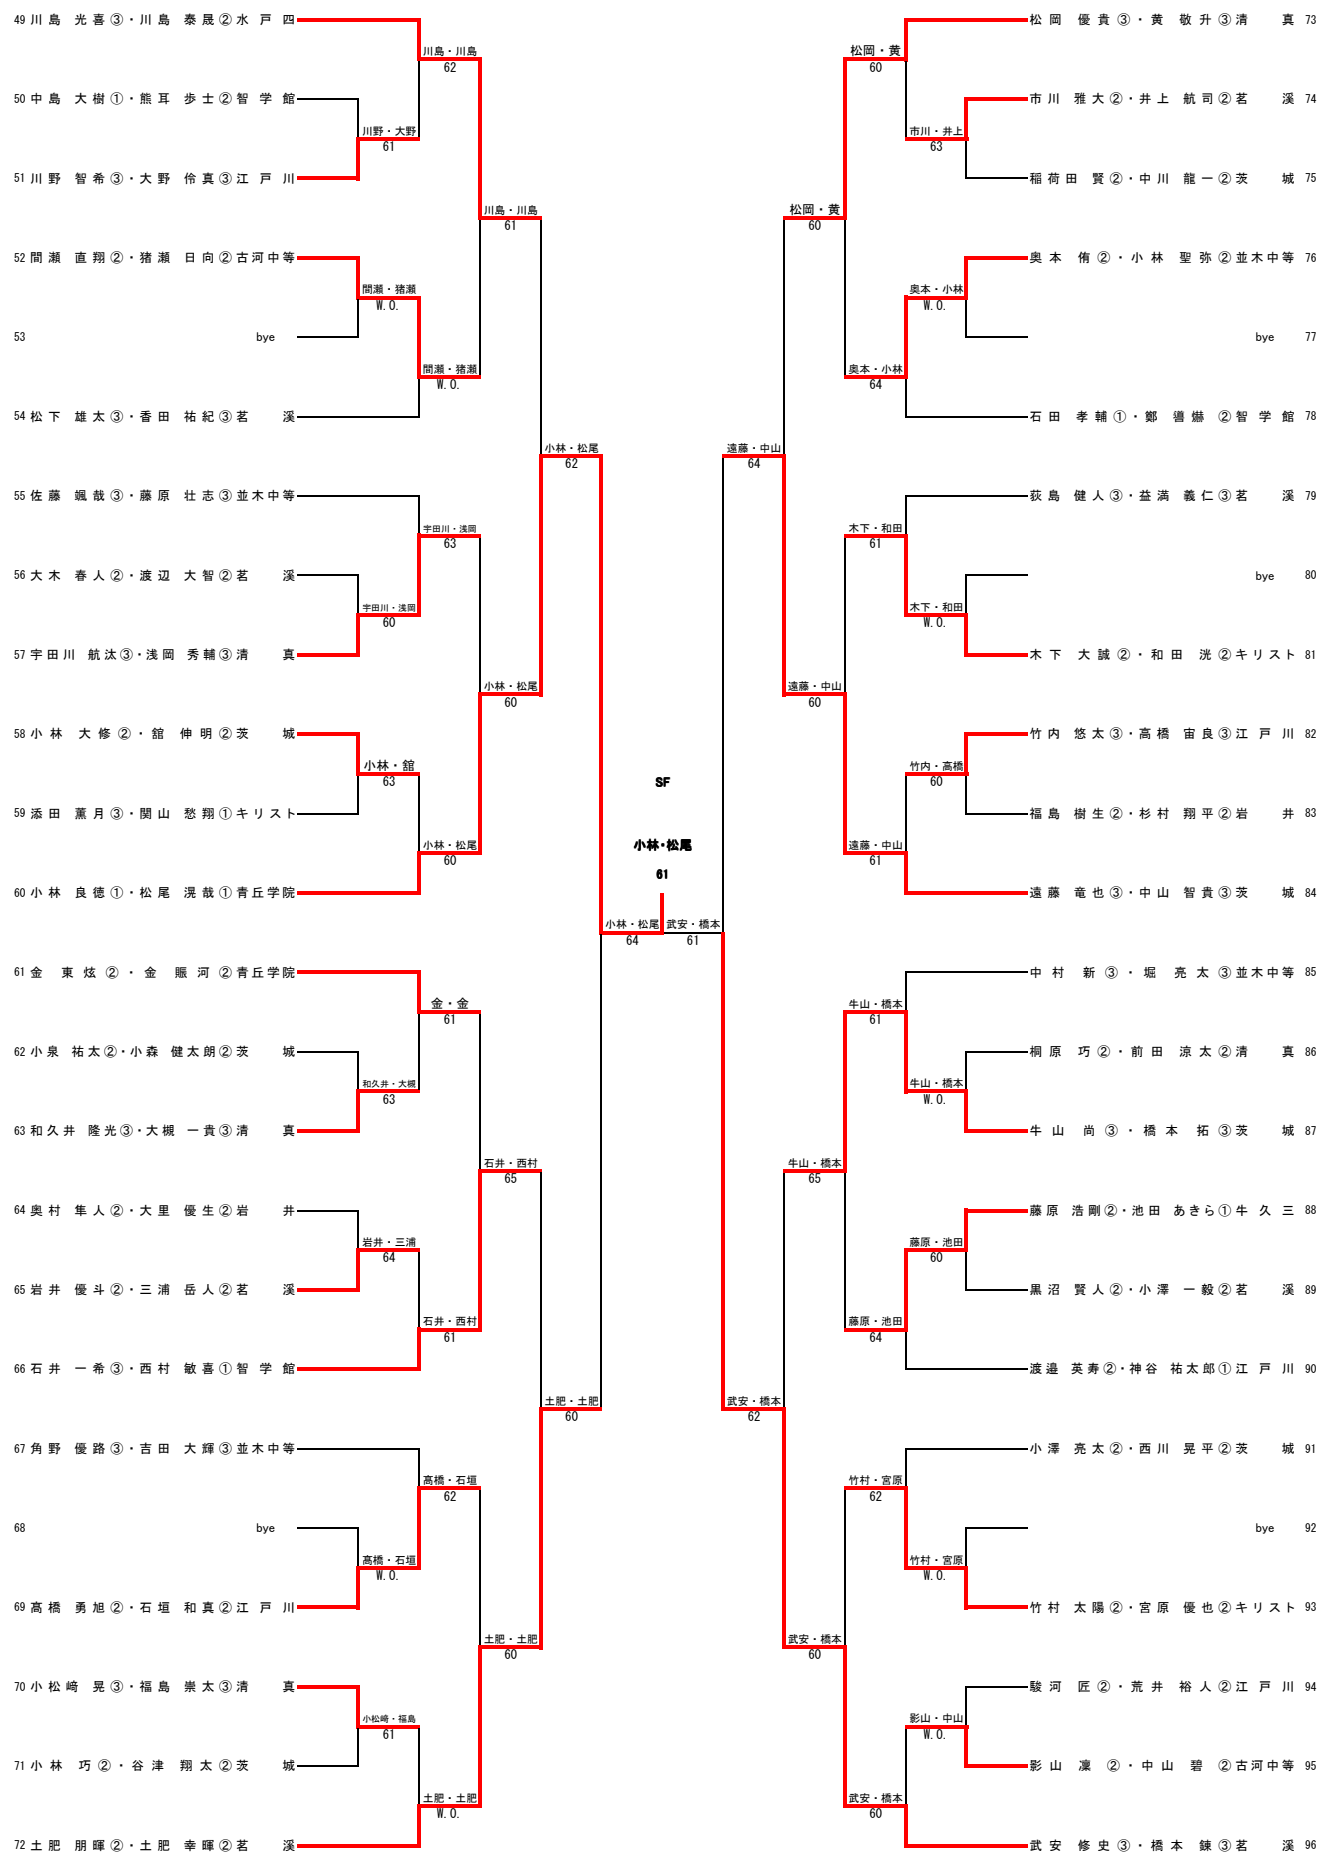 49 川島 光喜③・川島 泰晟②水戸四
川島・川島
62
50 中島 大樹①・熊耳 歩士②智学館
川野・大野
61
51 川野 智希③・大野 伶真③江戸川
川島・川島
61
52 間瀬 直翔②・猪瀬 日向②古河中等
間瀬・猪瀬
W.O.
53 bye
間瀬・猪瀬
W.O.
54 松下 雄太③・香田 祐紀③茗溪
小林・松尾
62
55 佐藤 颯哉③・藤原 壮志③並木中等
宇田川・浅岡
63
56 大木 春人②・渡辺 大智②茗溪
宇田川・浅岡
60
57 宇田川 航汰③・浅岡 秀輔③清真
小林・松尾
60
58 小林 大修②・舘 伸明②茨城
小林・舘
63
59 添田 薫月③・関山 愁翔①キリスト
小林・松尾
60
60 小林 良徳①・松尾 滉哉①青丘学院
小林・松尾
64
61 金 東炫②・金 賑河②青丘学院
金・金
61
62 小泉 祐太②・小森 健太朗②茨城
和久井・大槻
63
63 和久井 隆光③・大槻 一貴③清真
石井・西村
65
64 奥村 隼人②・大里 優生②岩井
岩井・三浦
64
65 岩井 優斗②・三浦 岳人②茗溪
石井・西村
61
66 石井 一希③・西村 敏喜①智学館
土肥・土肥
60
67 角野 優路③・吉田 大輝③並木中等
髙橋・石垣
62
68 bye
髙橋・石垣
W.O.
69 髙橋 勇旭②・石垣 和真②江戸川
土肥・土肥
60
70 小松﨑 晃③・福島 崇太③清真
小松﨑・福島
61
71 小林 巧②・谷津 翔太②茨城
土肥・土肥
W.O.
72 土肥 朋暉②・土肥 幸暉②茗溪
SF
小林・松尾
61
松岡 優貴③・黄 敬升③清真 73
松岡・黄
60
市川 雅大②・井上 航司②茗溪 74
市川・井上
63
稲荷田 賢②・中川 龍一②茨城 75
松岡・黄
60
奥本 侑②・小林 聖弥②並木中等 76
奥本・小林
W.O.
bye 77
奥本・小林
64
石田 孝輔①・鄭 ②智学館 78
遠藤・中山
64
荻島 健人③・益満 義仁③茗溪 79
木下・和田
61
bye 80
木下・和田
W.O.
木下 大誠②・和田 洸②キリスト 81
遠藤・中山
60
竹内 悠太③・高橋 宙良③江戸川 82
竹内・高橋
60
福島 樹生②・杉村 翔平②岩井 83
遠藤・中山
61
遠藤 竜也③・中山 智貴③茨城 84
武安・橋本
61
中村 新③・堀 亮太③並木中等 85
牛山・橋本
61
桐原 巧②・前田 涼太②清真 86
牛山・橋本
W.O.
牛山 尚③・橋本 拓③茨城 87
牛山・橋本
65
藤原 浩剛②・池田 あきら①牛久三 88
藤原・池田
60
黒沼 賢人②・小澤 一毅②茗溪 89
藤原・池田
64
渡邉 英寿②・神谷 祐太郎①江戸川 90
武安・橋本
62
小澤 亮太②・西川 晃平②茨城 91
竹村・宮原
62
bye 92
竹村・宮原
W.O.
竹村 太陽②・宮原 優也②キリスト 93
武安・橋本
60
駿河 匠②・荒井 裕人②江戸川 94
影山・中山
W.O.
影山 凜②・中山 碧②古河中等 95
武安・橋本
60
武安 修史③・橋本 錬③茗溪 96